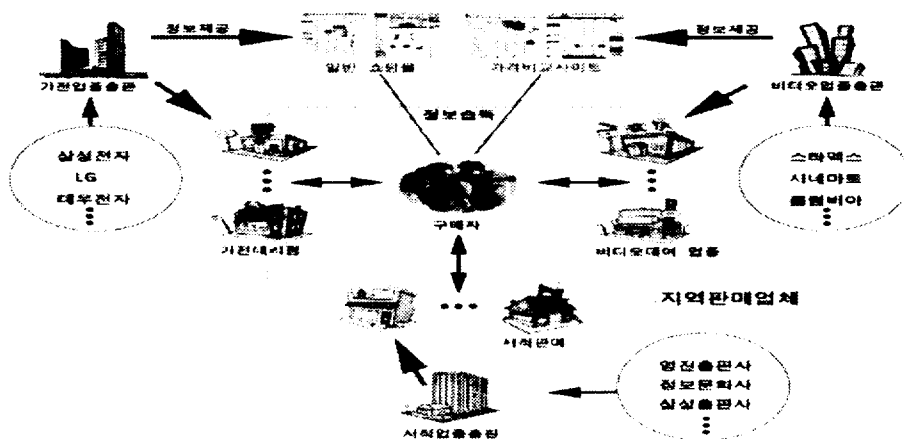 정보제공
정보제공
일반 쇼핑몰
가격비교사이트
가전업종총판
비디오업종총판
정보습득
삼성전자
LG
대우전자
스타맥스
시네마트
콜럼비아
구매자
가전대리점
비디오대여 업종
지역판매업체
서적판매
영진출판사
정보문화사
삼성출판사
서적업종총판